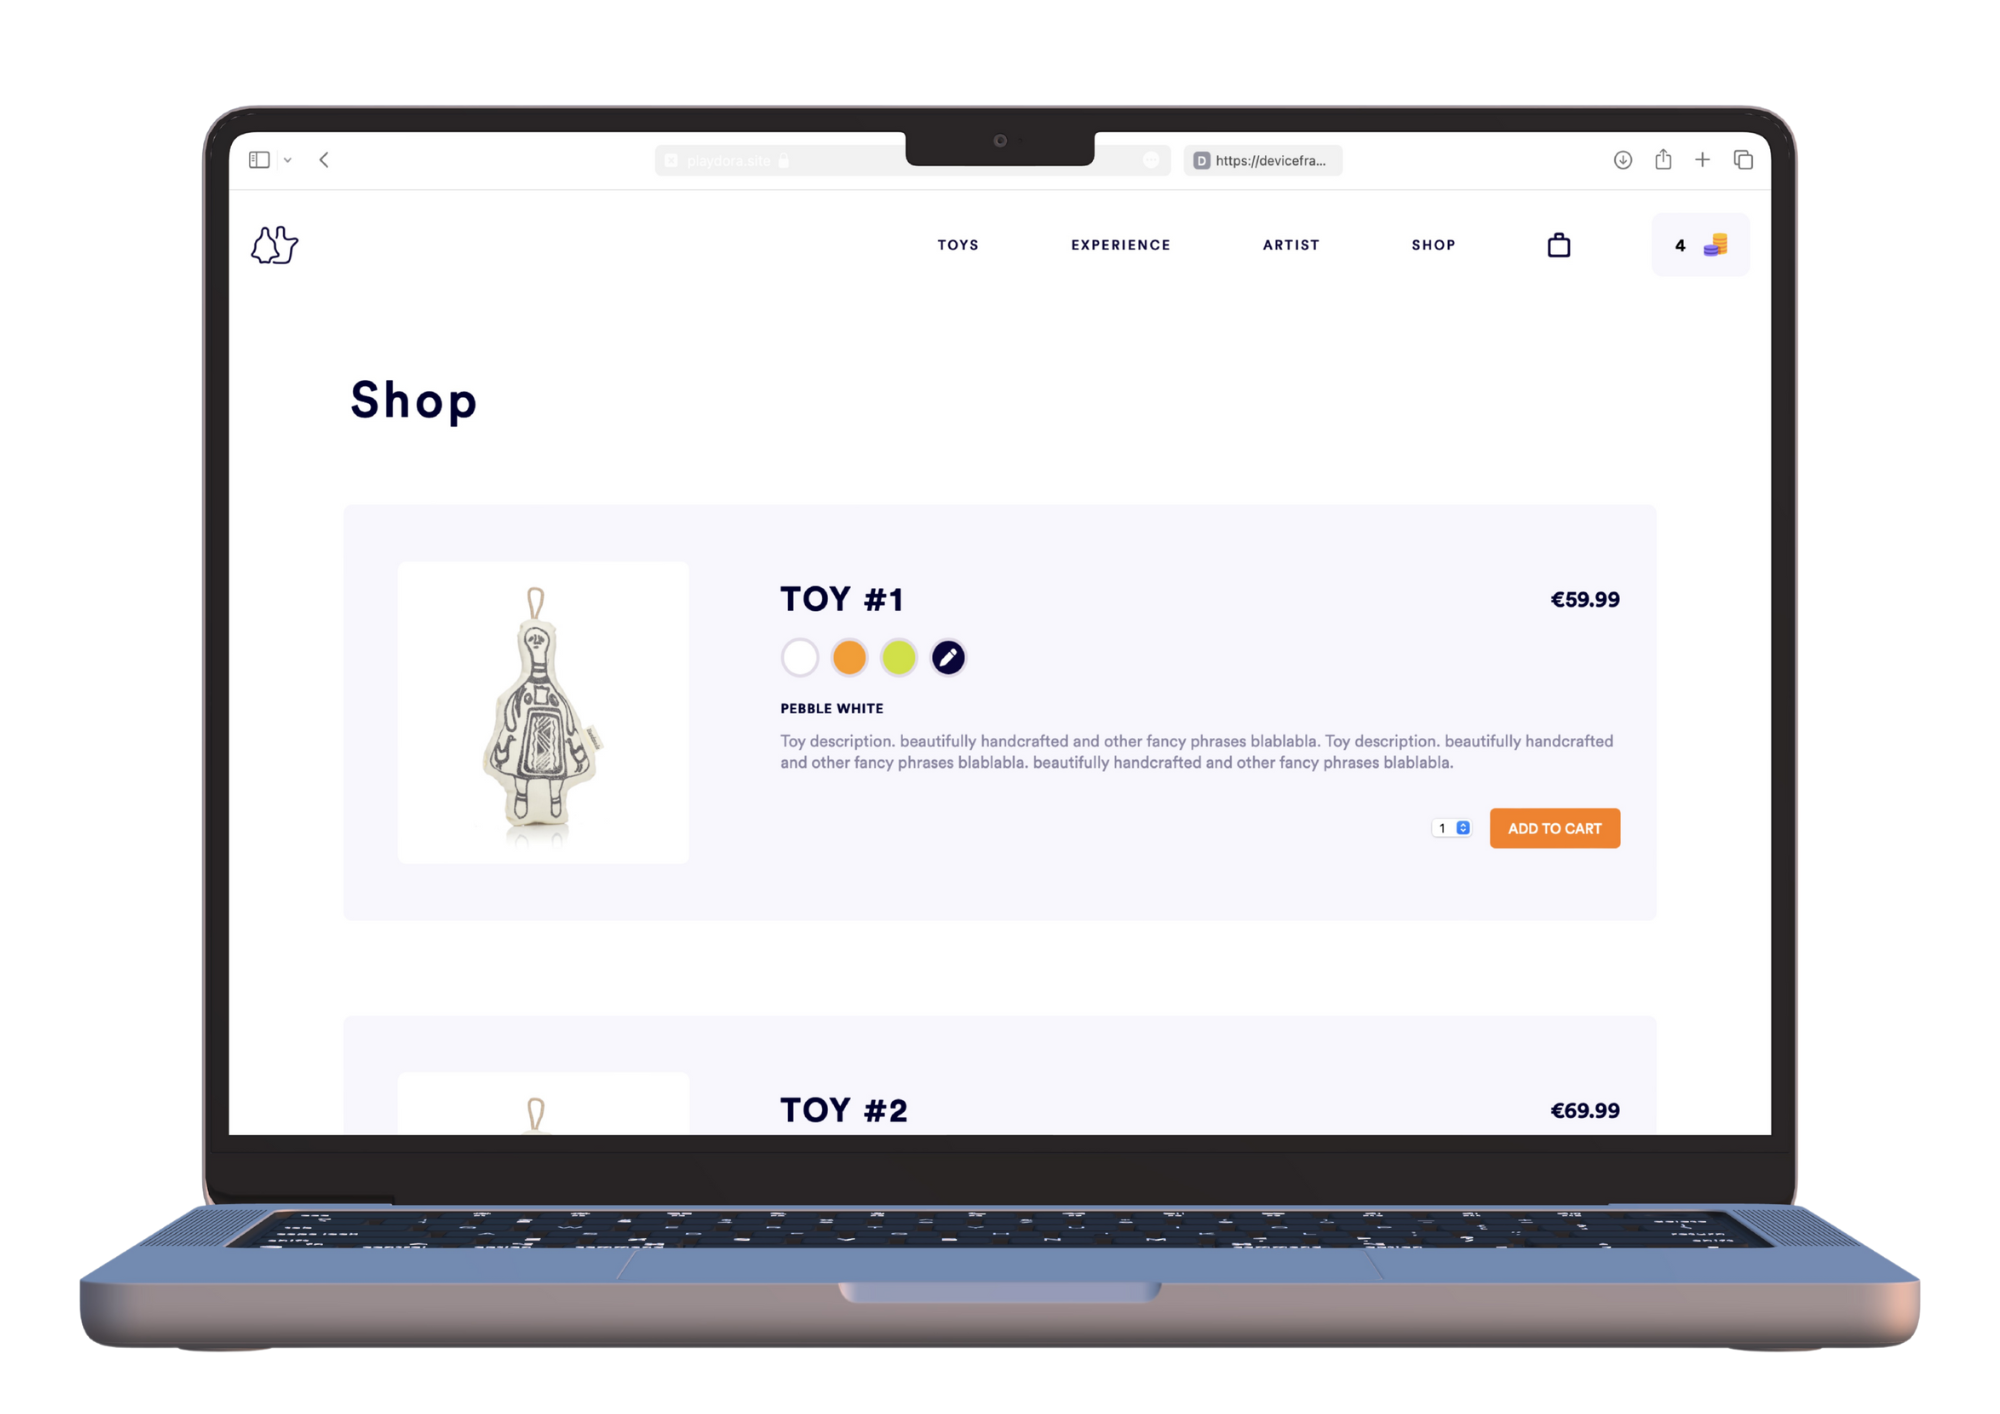 playdora.site
D https://devicefra...
TOYS
EXPERIENCE
ARTIST
SHOP
4
Shop
TOY #1
€59.99
PEBBLE WHITE
Toy description. beautifully handcrafted and other fancy phrases blablabla. Toy description. beautifully handcrafted
and other fancy phrases blablabla. beautifully handcrafted and other fancy phrases blablabla.
1
ADD TO CART
TOY #2
€69.99